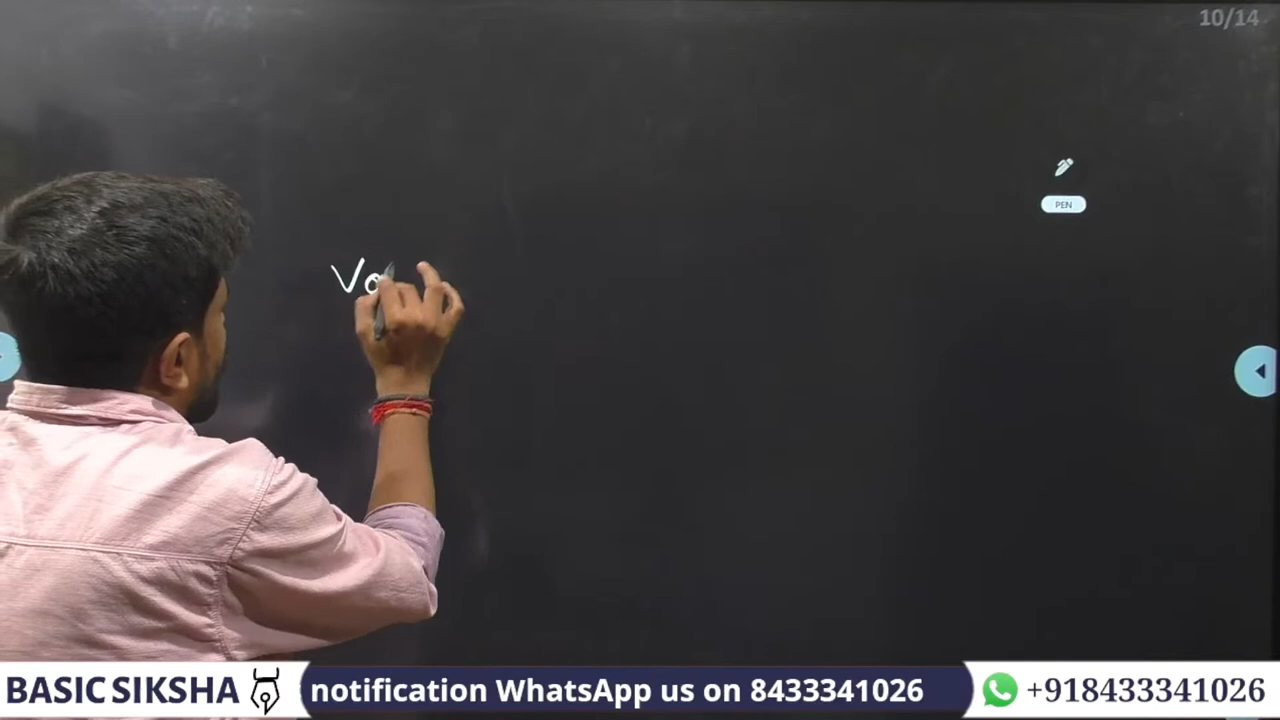 10/14
PEN
Vo
BASIC SIKSHA
notification WhatsApp us on 8433341026
+918433341026